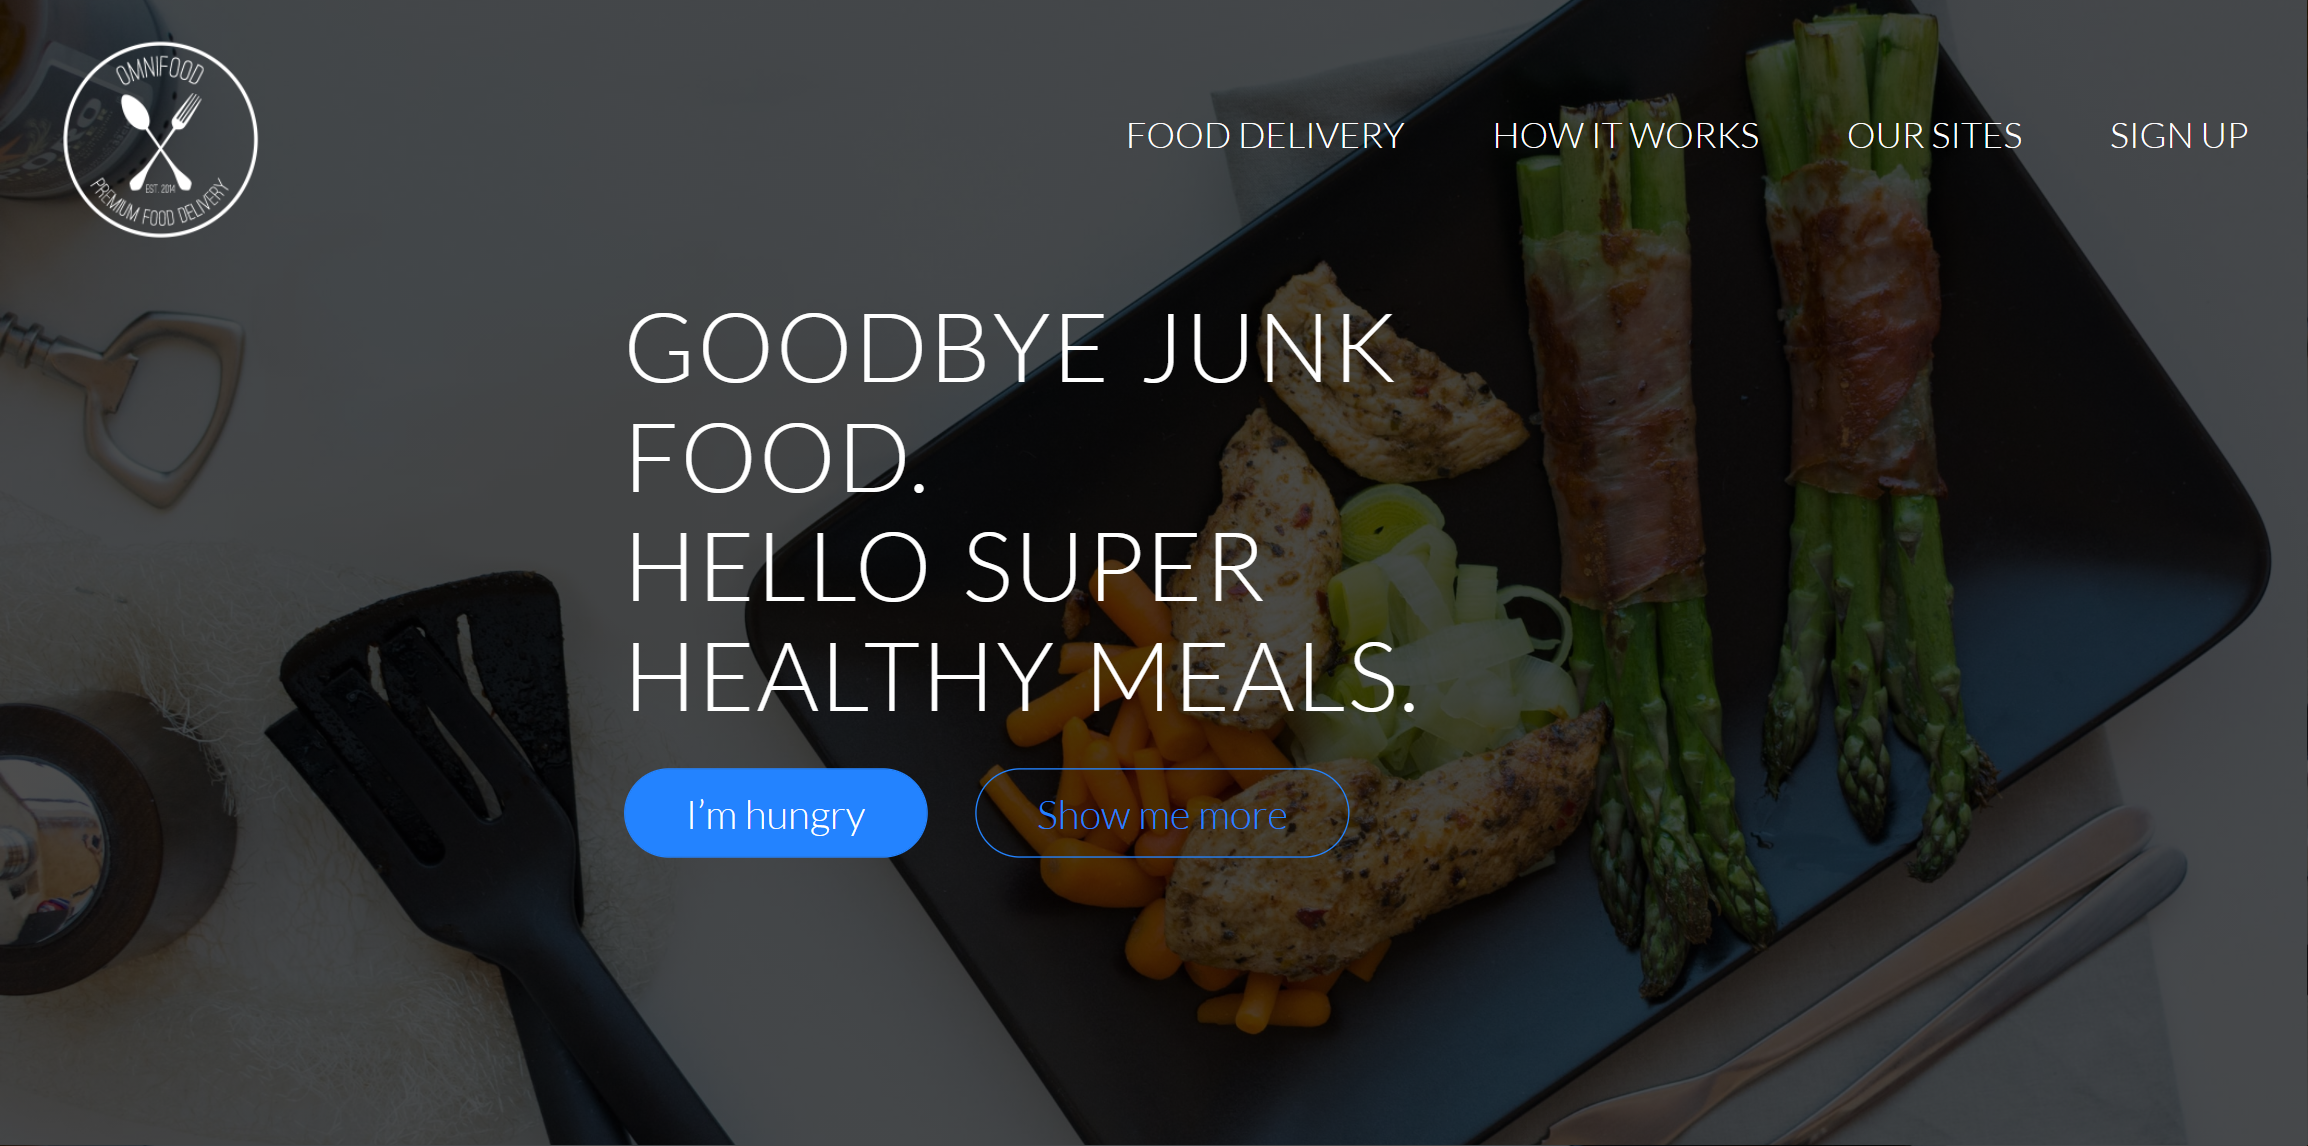 OMNIFOOD
EST. 2014
PREMIUM FOOD DELIVERY
FOOD DELIVERY
HOW IT WORKS
OUR SITES
SIGN UP
GOODBYE JUNK
FOOD.
HELLO SUPER
HEALTHY MEALS.
I’m hungry
Show me more